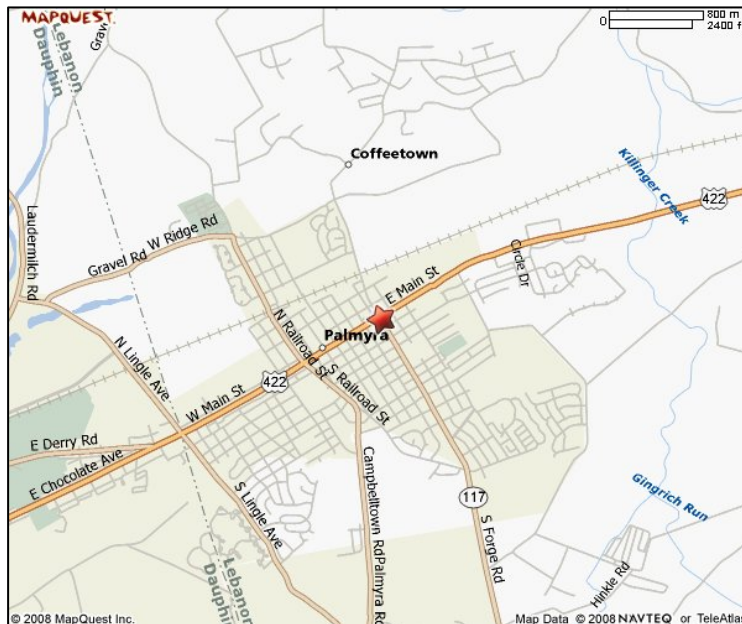 MAPQUEST.
0 800 m
2400 f
Grav
Lebanon
Dauphin
Coffeetown
Killinger Creek
422
Laudermilch Rd
Gravel Rd
W Ridge Rd
Circle Dr
E Main St
N Lingle Ave
N Railroad St
Palmyra
S Railroad St
422
W Main St
E Derry Rd
E Chocolate Ave
S Lingle Ave
Campbelltown Rd
Palmyra Rd
117
S Forge Rd
Gingrich Run
Hinkle Rd
Lebanon
Dauphin
© 2008 MapQuest Inc.
Map Data © 2008 NAVTEQ or TeleAtlas